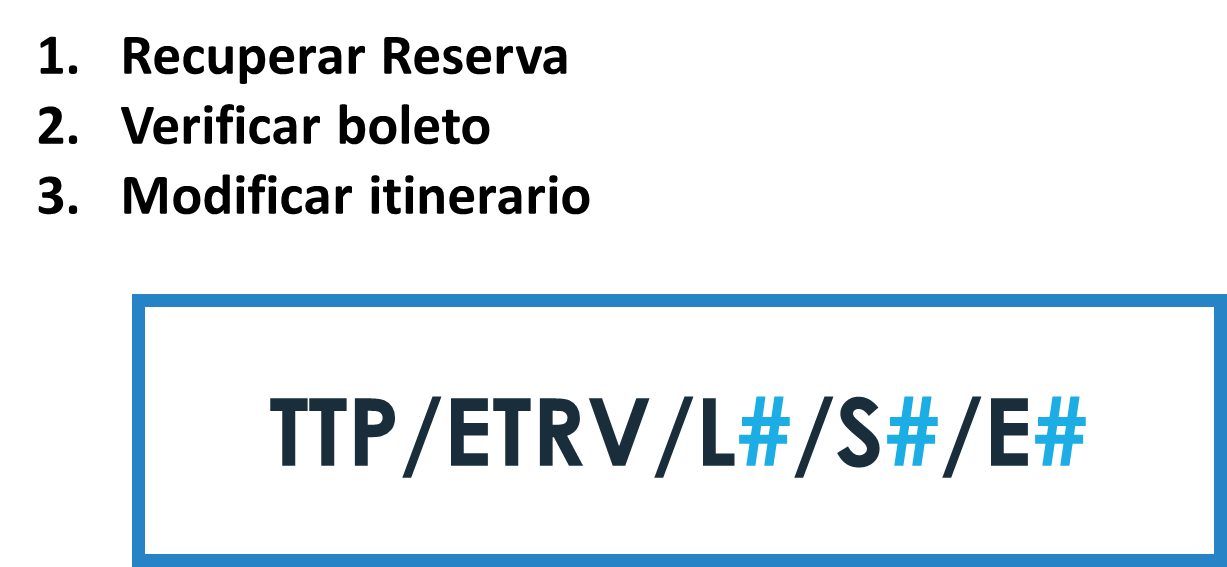 1. Recuperar Reserva
2. Verificar boleto
3. Modificar itinerario
TTP/ETRV/L#/S#/E#